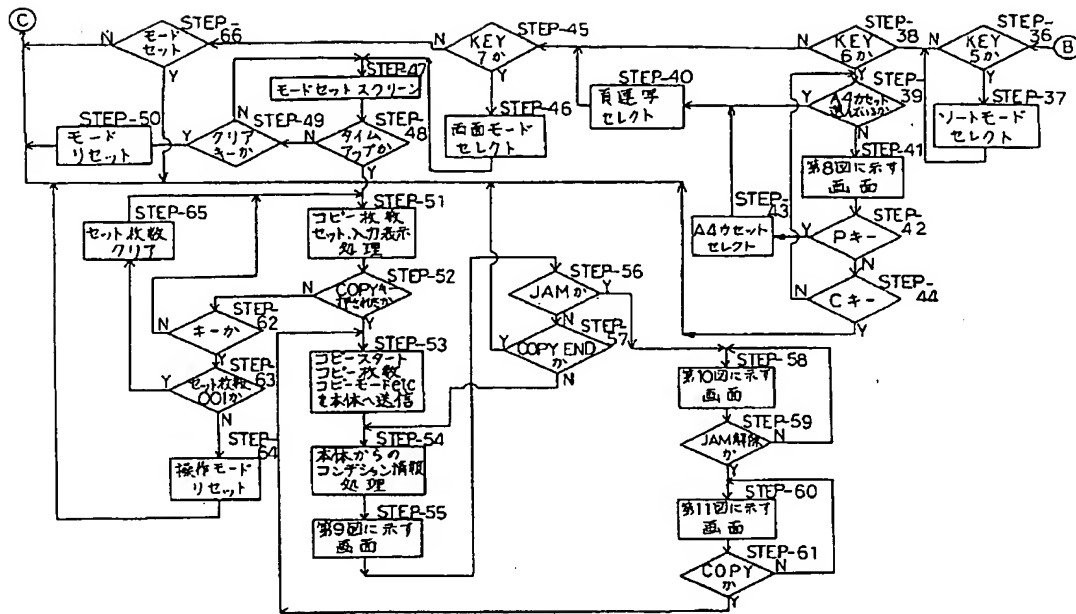 C
モード
セット
STEP-
66
N
Y
STEP-45
KEY
7か
N
Y
KEY
6か
STEP-
38
N
Y
KEY
5か
STEP-
36
N
Y
B
STEP-47
モードセットスクリーン
STEP-40
頁連写
セレクト
STEP-
39
Y
N
STEP-37
ソートモード
セレクト
STEP-50
モード
リセット
STEP-49
クリア
キーか
N
Y
STEP-
48
タイム
アップか
N
Y
STEP-46
両面モード
セレクト
STEP-41
第8図に示す
画面
STEP-65
セット枚数
クリア
STEP-51
コピー枚数
セット、入力表示
処理
STEP-
43
A4カセット
セレクト
STEP-
42
Pキー
Y
N
STEP-52
COPYキー
押されたか
N
Y
STEP-56
JAMか
Y
N
STEP-
44
Cキー
N
Y
STEP-
62
キーか
N
Y
STEP-53
コピースタート
コピー枚数
コピーモードetc
を本体へ送信
STEP-
57
COPY END
か
Y
N
STEP-58
第10図に示す
画面
STEP-
63
セット枚数
001か
Y
N
STEP-59
JAM解除
か
N
Y
STEP-
64
操作モード
リセット
STEP-54
本体からの
コンデション情報
処理
STEP-60
第11図に示す
画面
STEP-55
第9図に示す
画面
STEP-61
COPY
か
N
Y